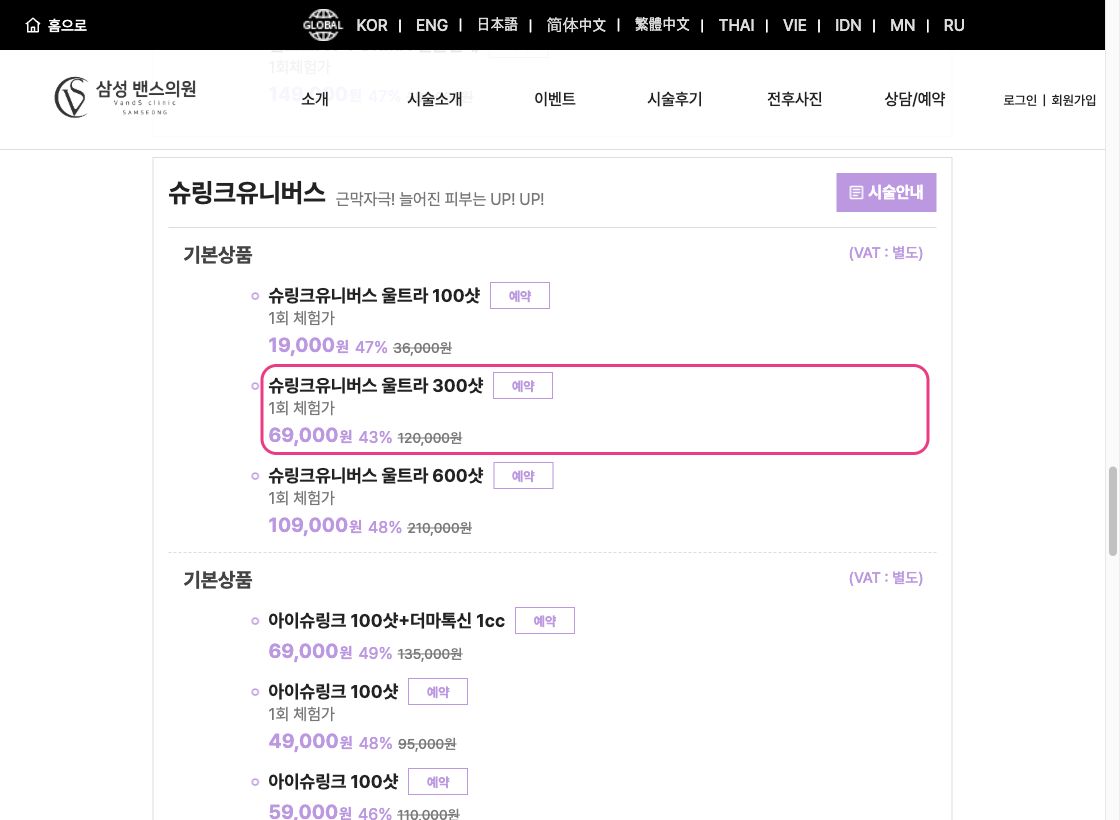 홈으로
GLOBAL KOR | ENG | 日本語 | 简体中文 | 繁體中文 | THAI | VIE | IDN | MN | RU
1회체험가
149,000원 47%
삼성 밴스의원
VandS clinic
SAMSEONG
소개 시술소개 이벤트 시술후기 전후사진 상담/예약 로그인 | 회원가입
슈링크유니버스 근막자극! 늘어진 피부는 UP! UP! 시술안내
기본상품 (VAT : 별도)
슈링크유니버스 울트라 100샷 예약
1회 체험가
19,000원 47% 36,000원
슈링크유니버스 울트라 300샷 예약
1회 체험가
69,000원 43% 120,000원
슈링크유니버스 울트라 600샷 예약
1회 체험가
109,000원 48% 210,000원
기본상품 (VAT : 별도)
아이슈링크 100샷+더마톡신 1cc 예약
69,000원 49% 135,000원
아이슈링크 100샷 예약
1회 체험가
49,000원 48% 95,000원
아이슈링크 100샷 예약
59,000원 46% 110,000원